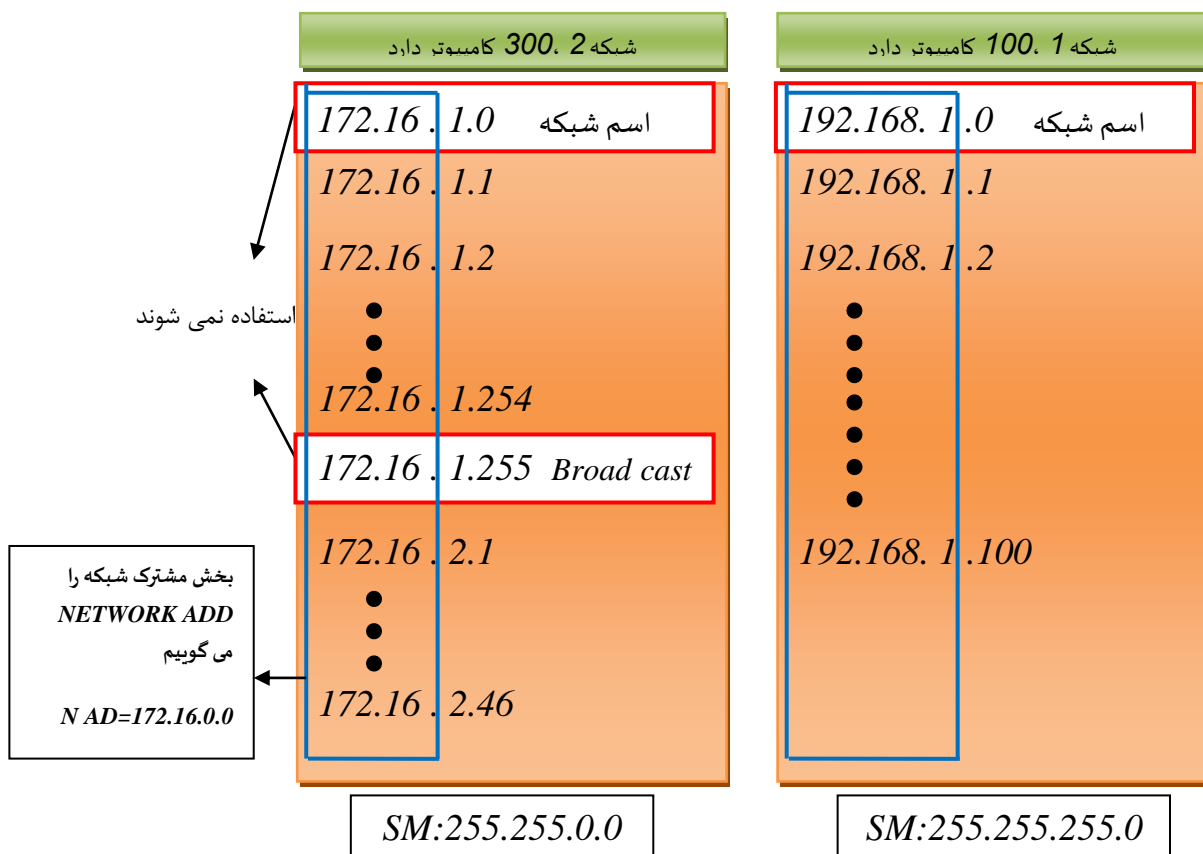 شبکه 1 ،100 کامپیوتر دارد
192.168. 1 .0 اسم شبکه
192.168. 1 .1
192.168. 1 .2
192.168. 1 .100
SM:255.255.255.0
شبکه 2 ،300 کامپیوتر دارد
172.16 . 1.0 اسم شبکه
172.16 . 1.1
172.16 . 1.2
172.16 . 1.254
172.16 . 1.255 Broad cast
172.16 . 2.1
172.16 . 2.46
SM:255.255.0.0
استفاده نمی شوند
بخش مشترک شبکه را
NETWORK ADD
می گوییم
N AD=172.16.0.0